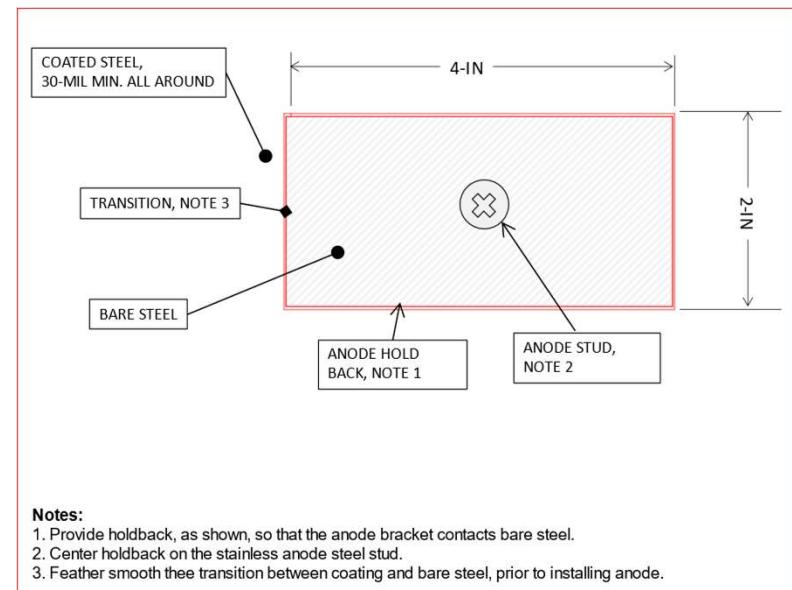 COATED STEEL,
30-MIL MIN. ALL AROUND
4-IN
TRANSITION, NOTE 3
2-IN
BARE STEEL
ANODE HOLD
BACK, NOTE 1
ANODE STUD,
NOTE 2
Notes:
1. Provide holdback, as shown, so that the anode bracket contacts bare steel.
2. Center holdback on the stainless anode steel stud.
3. Feather smooth thee transition between coating and bare steel, prior to installing anode.